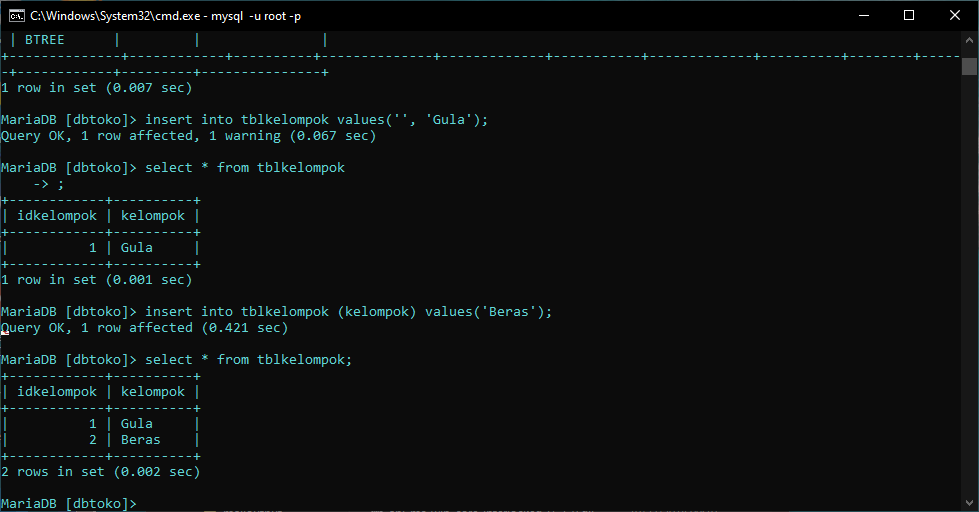 C:\Windows\System32\cmd.exe - mysql  -u root -p
 | BTREE      |         |               |
+--------------+------------+----------+--------------+--------------+-----------+-------------+-------------+----------+--------+-----
-+------------+---------+---------------+
1 row in set (0.007 sec)
MariaDB [dbtoko]> insert into tblkelompok values('', 'Gula');
Query OK, 1 row affected, 1 warning (0.067 sec)
MariaDB [dbtoko]> select * from tblkelompok
    -> ;
+------------+----------+
| idkelompok | kelompok |
+------------+----------+
|          1 | Gula     |
+------------+----------+
1 row in set (0.001 sec)
MariaDB [dbtoko]> insert into tblkelompok (kelompok) values('Beras');
Query OK, 1 row affected (0.421 sec)
MariaDB [dbtoko]> select * from tblkelompok;
+------------+----------+
| idkelompok | kelompok |
+------------+----------+
|          1 | Gula     |
|          2 | Beras    |
+------------+----------+
2 rows in set (0.002 sec)
MariaDB [dbtoko]>